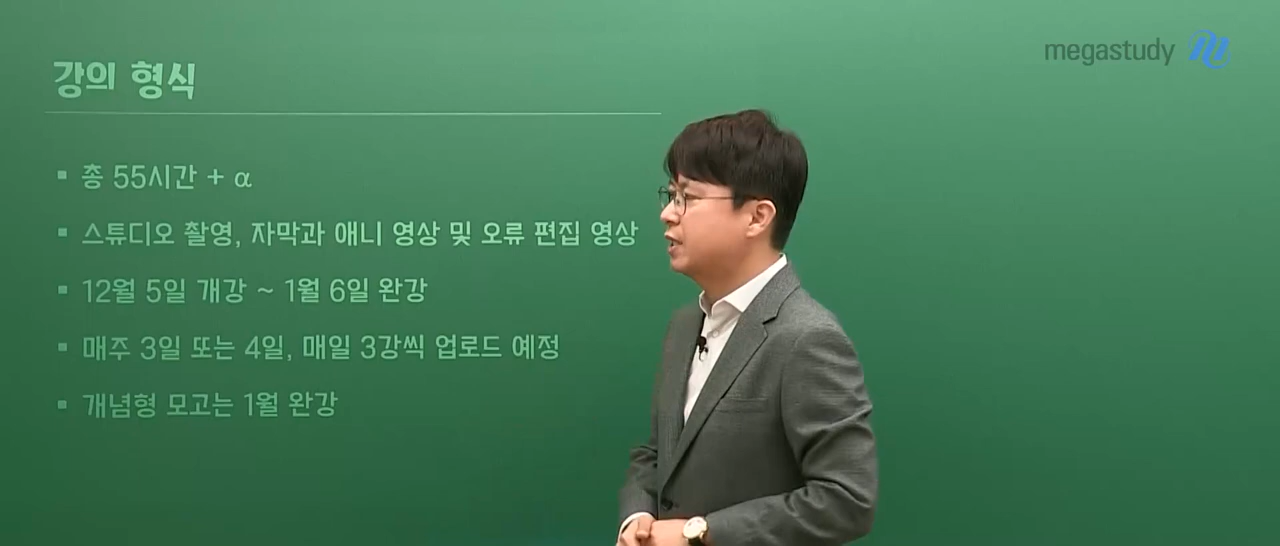 megastudy
강의 형식
▪ 총 55시간 + α
▪ 스튜디오 촬영, 자막과 애니 영상 및 오류 편집 영상
▪ 12월 5일 개강 ~ 1월 6일 완강
▪ 매주 3일 또는 4일, 매일 3강씩 업로드 예정
▪ 개념형 모고는 1월 완강